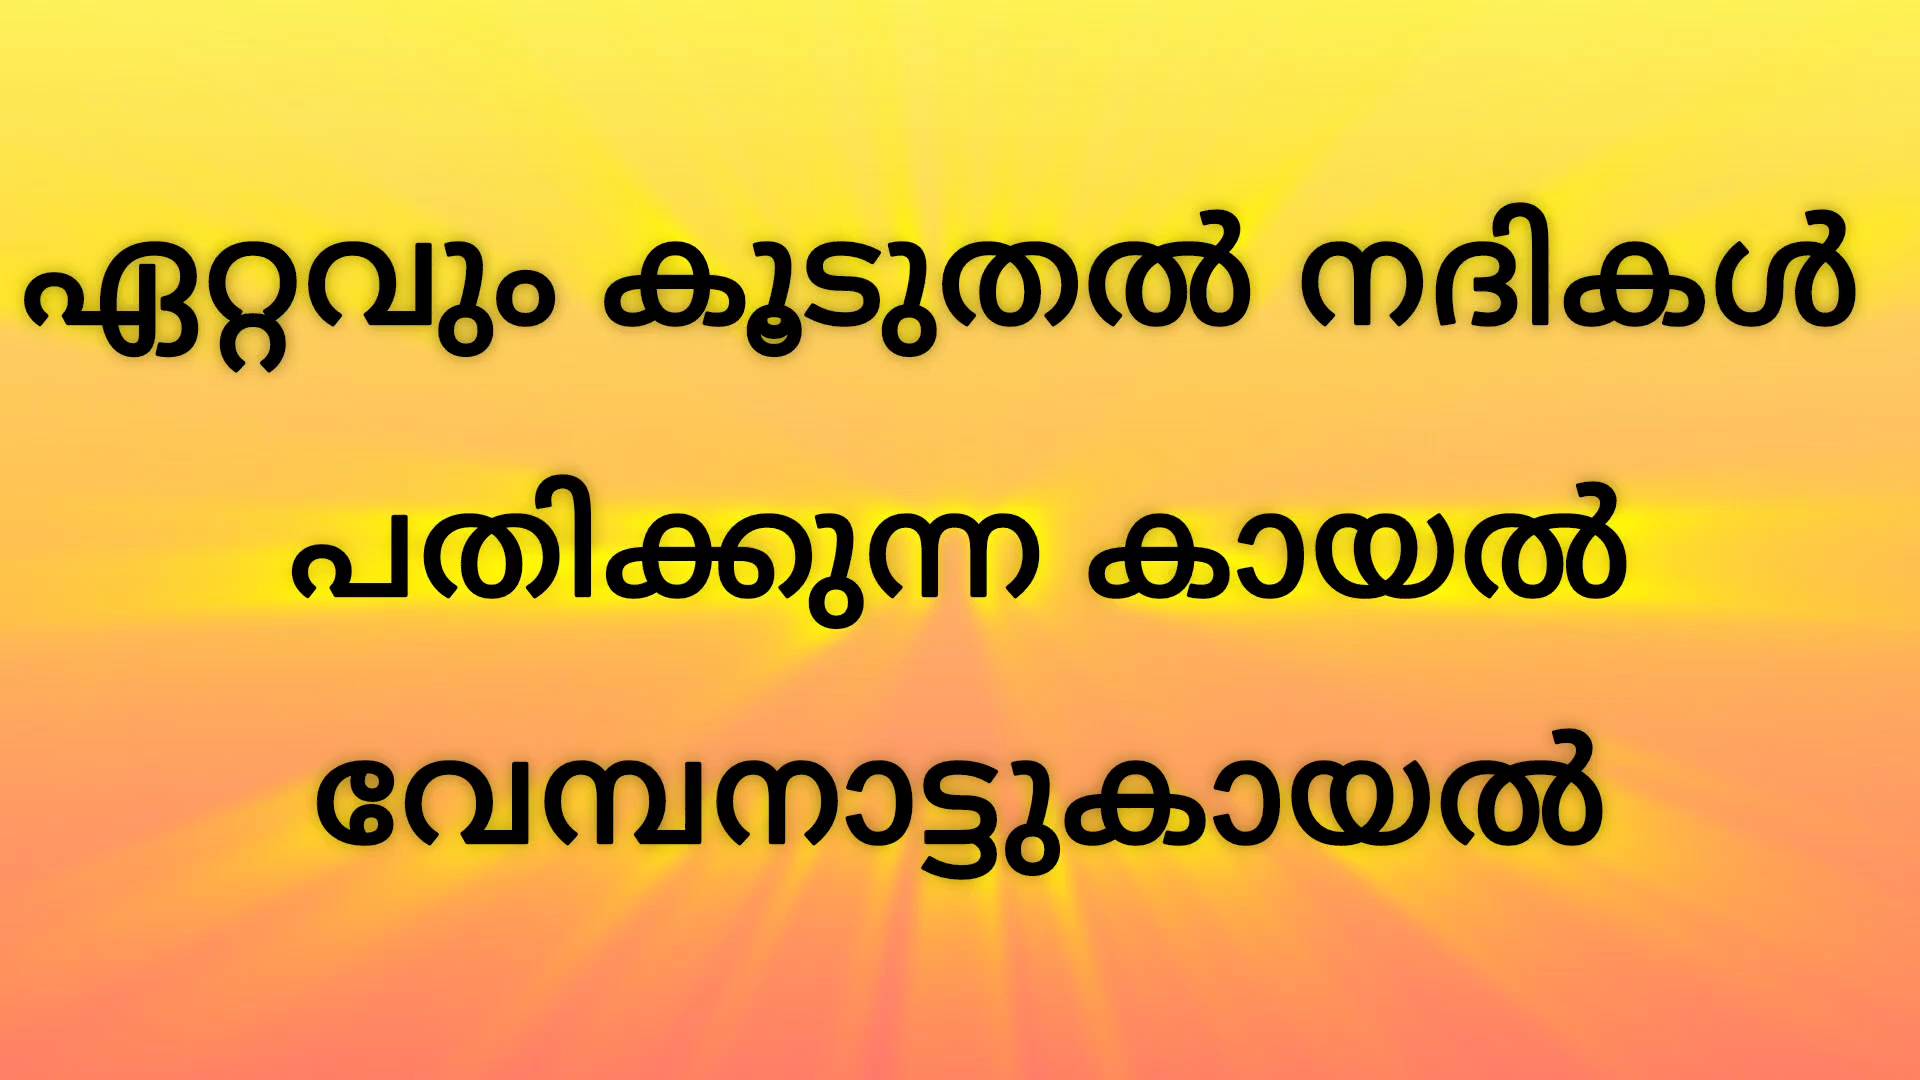 ഏറ്റവും കൂടുതൽ നദികൾ
പതിക്കുന്ന കായൽ
വേമ്പനാട്ടുകായൽ